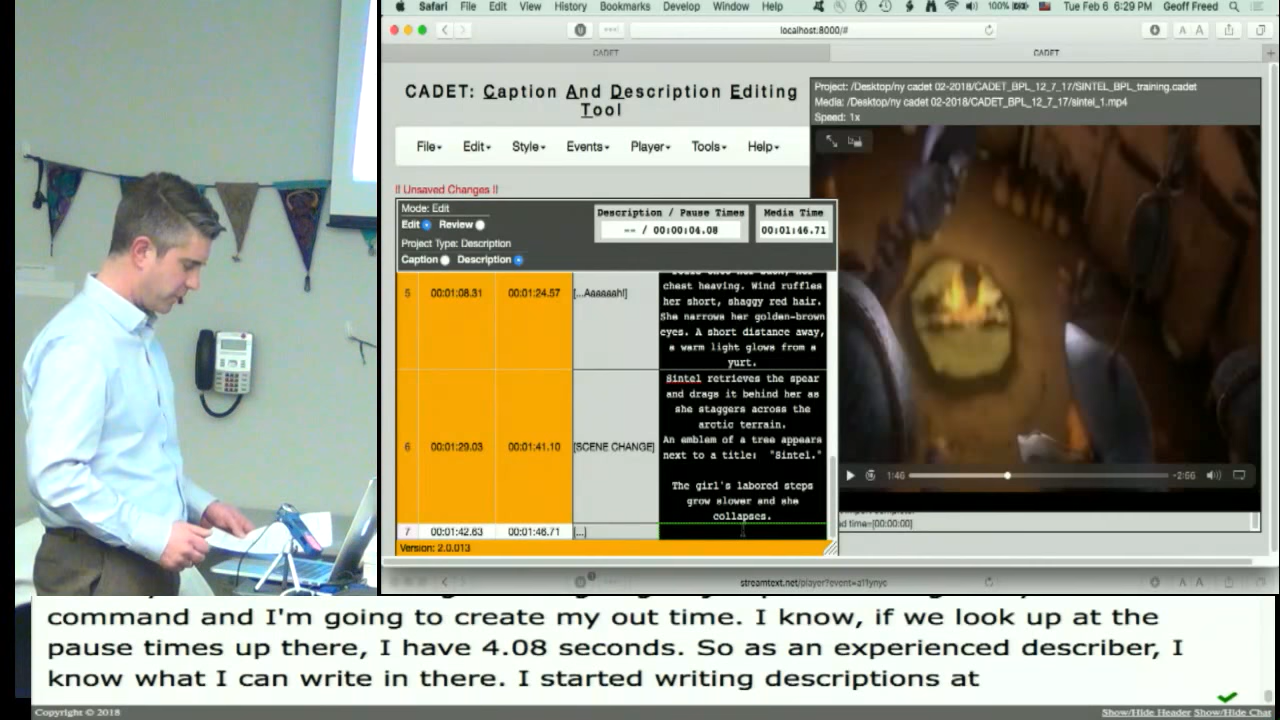 Safari File Edit View History Bookmarks Develop Window Help 100% Tue Feb 6 6:29 PM Geoff Freed
localhost:8000/#
CADET
CADET
CADET: Caption And Description Editing
Tool
File Edit Style Events Player Tools Help
!! Unsaved Changes !!
Mode: Edit
Edit Review
Project Type: Description
Caption Description
Description / Pause Times
-- / 00:00:04.08
Media Time
00:01:46.71
Project: /Desktop/ny cadet 02-2018/CADET_BPL_12_7_17/SINTEL_BPL_training.cadet
Media: /Desktop/ny cadet 02-2018/CADET_BPL_12_7_17/sintel_1.mp4
Speed: 1x
5 00:01:08.31 00:01:24.57 [...Aaaaaah!]
chest heaving. Wind ruffles
her short, shaggy red hair.
She narrows her golden-brown
eyes. A short distance away,
a warm light glows from a
yurt.
6 00:01:29.03 00:01:41.10 [SCENE CHANGE]
Sintel retrieves the spear
and drags it behind her as
she staggers across the
arctic terrain.
An emblem of a tree appears
next to a title: "Sintel."
The girl's labored steps
grow slower and she
collapses.
7 00:01:42.63 00:01:46.71 [...]
Version: 2.0.013
1:46
-2:56
time=[00:00:00]
streamtext.net/player?event=a11ynyc
command and I'm going to create my out time. I know, if we look up at the
pause times up there, I have 4.08 seconds. So as an experienced describer, I
know what I can write in there. I started writing descriptions at
Copyright © 2018
Show/Hide Header Show/Hide Chat